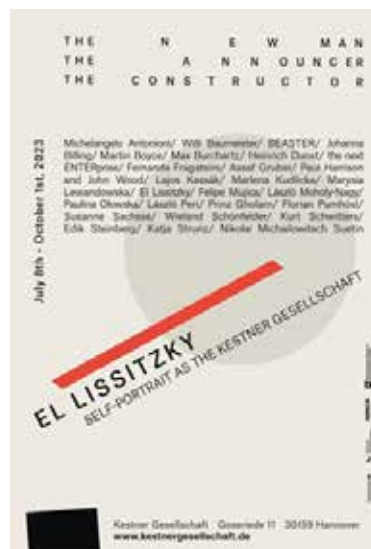 THE NEW MAN
THE ANNOUNCER
THE CONSTRUCTOR
July 8th - October 1st, 2023
Michelangelo Antonioni/ Willi Baumeister/ BEASTER/ Johanna
Billing/ Martin Boyce/ Max Burchartz/ Heinrich Dunst/ the next
ENTERprise/ Fernanda Fragateiro/ Assaf Gruber/ Paul Harrison
and John Wood/ Lajos Kassák/ Marlena Kudlicka/ Marysia
Lewandowska/ El Lissitzky/ Felipe Mujica/ László Moholy-Nagy/
Paulina Olowska/ László Peri/ Prinz Gholam/ Florian Pumhösl/
Susanne Sachsse/ Wieland Schönfelder/ Kurt Schwitters/
Edik Steinberg/ Katja Strunz/ Nikolai Michailowitsch Suetin
EL LISSITZKY
SELF-PORTRAIT AS THE KESTNER GESELLSCHAFT
Kestner Gesellschaft Goseriede 11 30159 Hannover
www.kestnergesellschaft.de